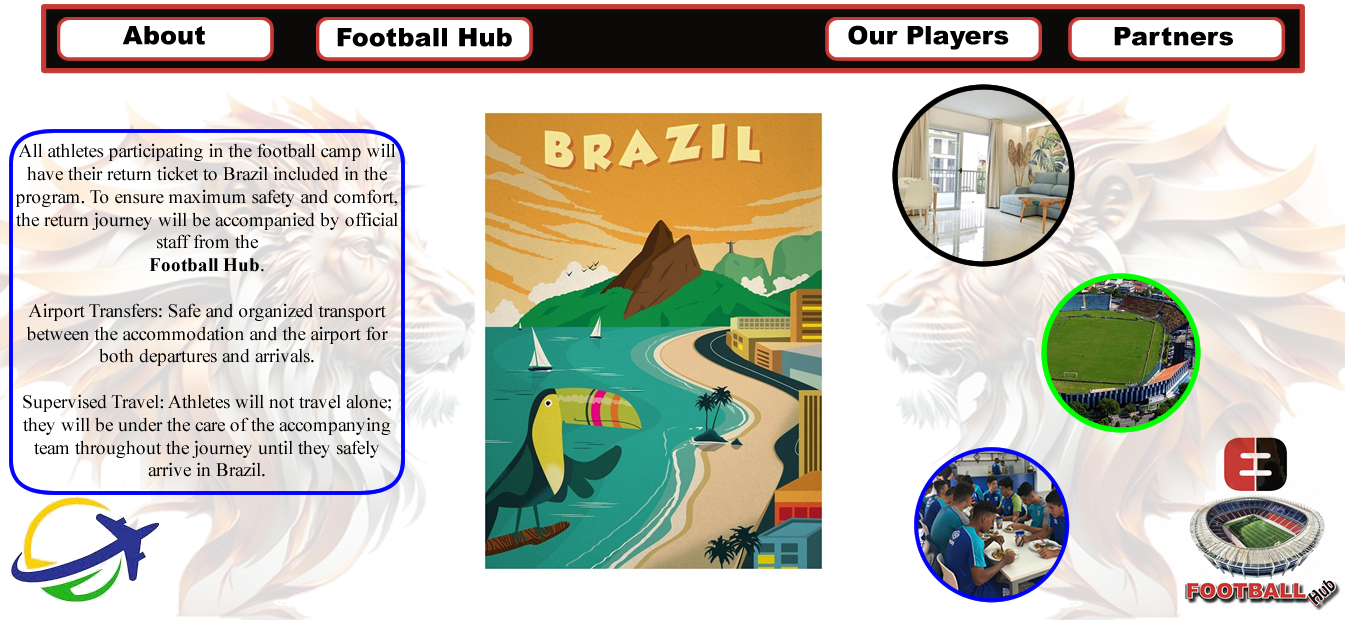 About
Football Hub
Our Players
Partners
All athletes participating in the football camp will
have their return ticket to Brazil included in the
program. To ensure maximum safety and comfort,
the return journey will be accompanied by official
staff from the
Football Hub.
Airport Transfers: Safe and organized transport
between the accommodation and the airport for
both departures and arrivals.
Supervised Travel: Athletes will not travel alone;
they will be under the care of the accompanying
team throughout the journey until they safely
arrive in Brazil.
BRAZIL
FOOTBALL Hub